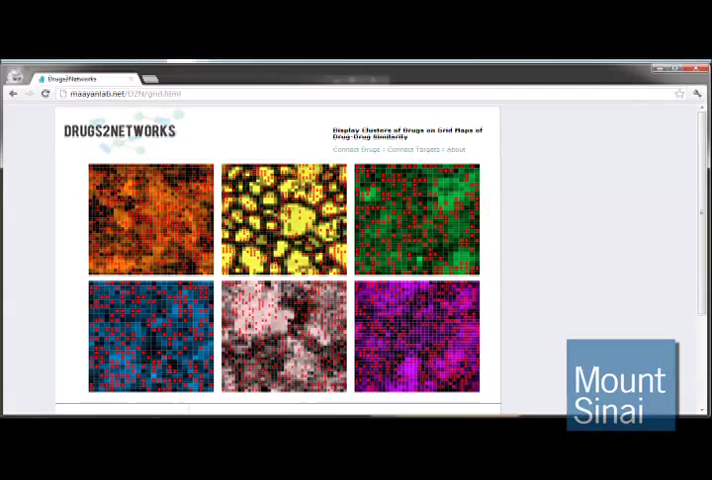 Drugs2Networks
maayanlab.net/D2N/grid.html
DRUGS2NETWORKS
Display Clusters of Drugs on Grid Maps of
Drug-Drug Similarity
Connect Drugs : Connect Targets : About
Mount
Sinai